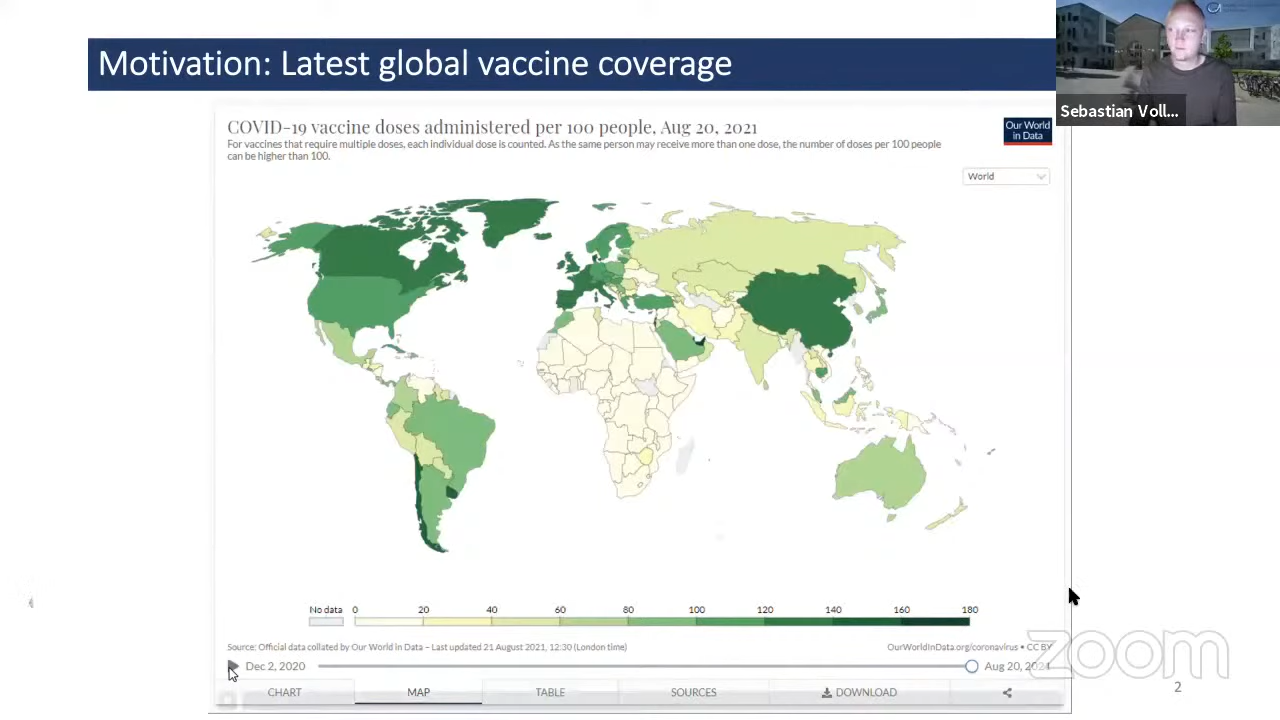 Motivation: Latest global vaccine coverage
Sebastian Voll...
COVID-19 vaccine doses administered per 100 people, Aug 20, 2021
For vaccines that require multiple doses, each individual dose is counted. As the same person may receive more than one dose, the number of doses per 100 people
can be higher than 100.
Our World
in Data
World
No data 0 20 40 60 80 100 120 140 160 180
Source: Official data collated by Our World in Data – Last updated 21 August 2021, 12:30 (London time)
OurWorldInData.org/coronavirus • CC BY
Dec 2, 2020
Aug 20, 2021
CHART MAP TABLE SOURCES DOWNLOAD
zoom
2